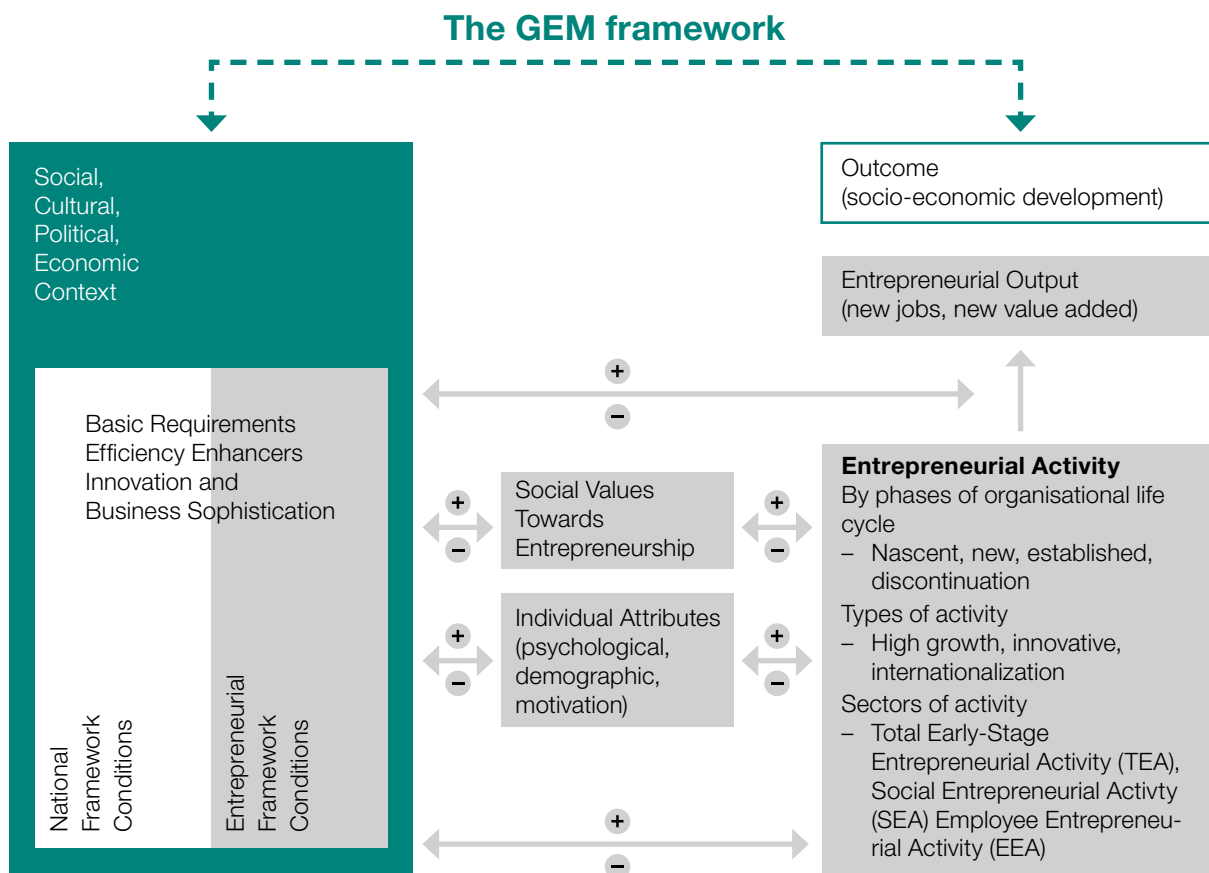 The GEM framework
Social,
Cultural,
Political,
Economic
Context
Basic Requirements
Efficiency Enhancers
Innovation and
Business Sophistication
National
Framework
Conditions
Entrepreneurial
Framework
Conditions
+
−
+
−
Social Values
Towards
Entrepreneurship
+
−
+
−
Individual Attributes
(psychological,
demographic,
motivation)
+
−
+
−
Outcome
(socio-economic development)
Entrepreneurial Output
(new jobs, new value added)
Entrepreneurial Activity
By phases of organisational life
cycle
– Nascent, new, established,
discontinuation
Types of activity
– High growth, innovative,
internationalization
Sectors of activity
– Total Early-Stage
Entrepreneurial Activity (TEA),
Social Entrepreneurial Activty
(SEA) Employee Entrepreneu-
rial Activity (EEA)